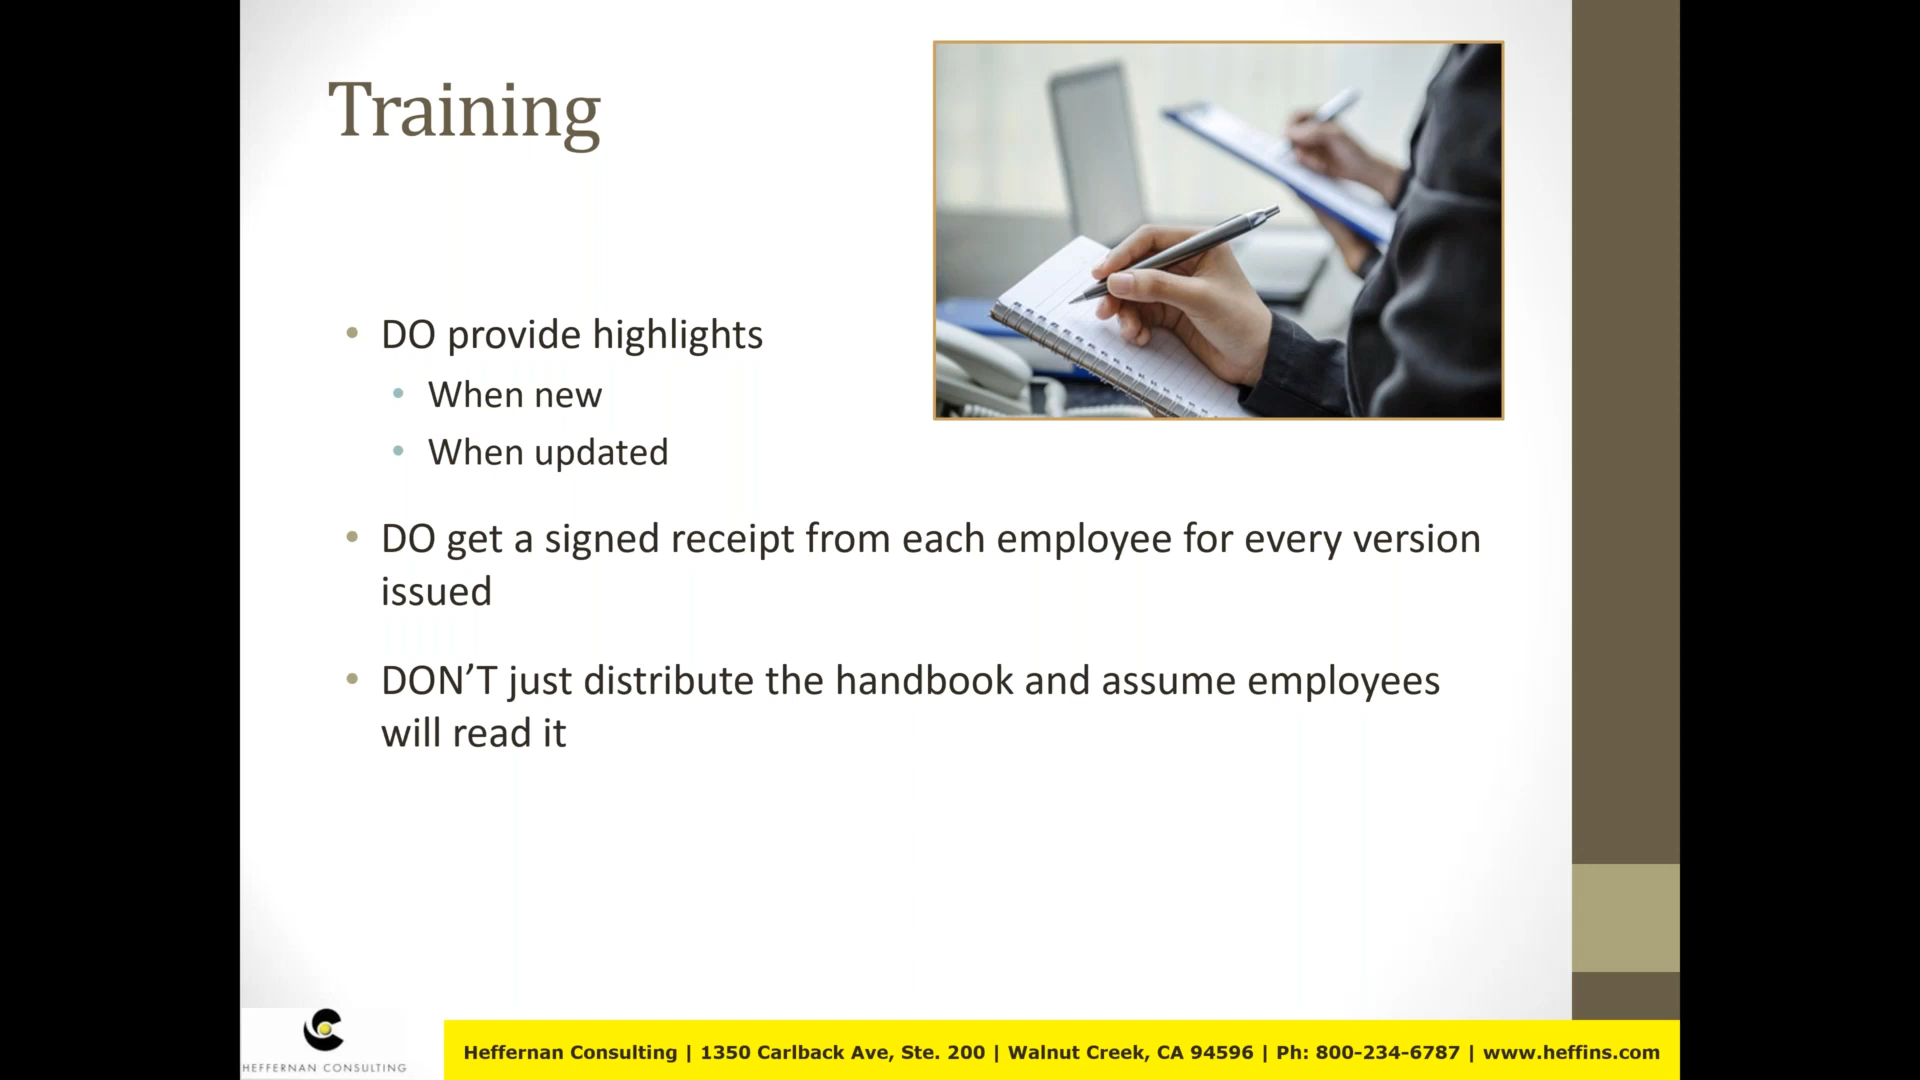 Training
• DO provide highlights
• When new
• When updated
• DO get a signed receipt from each employee for every version
issued
• DON’T just distribute the handbook and assume employees
will read it
HEFFERNAN CONSULTING
Heffernan Consulting | 1350 Carlback Ave, Ste. 200 | Walnut Creek, CA 94596 | Ph: 800-234-6787 | www.heffins.com